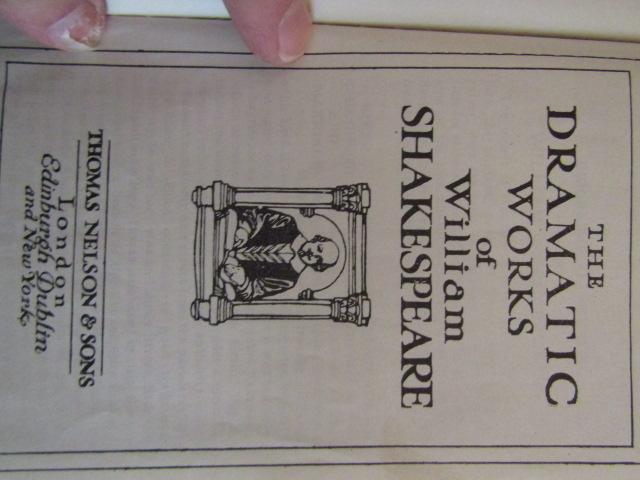 THE
DRAMATIC
WORKS
of
William
SHAKESPEARE
THOMAS NELSON & SONS
London
Edinburgh Dublin
and New York